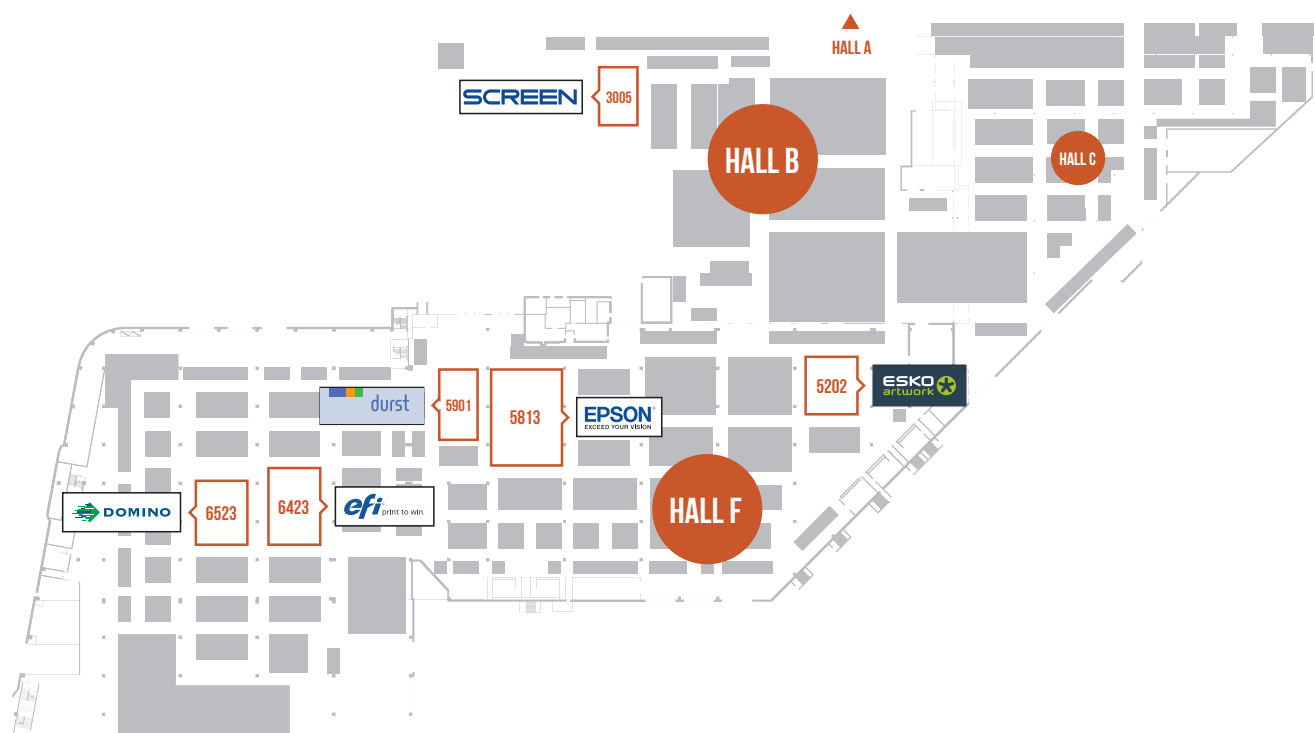 HALL A
SCREEN
3005
HALL B
HALL C
durst
5901
5813
EPSON
EXCEED YOUR VISION
5202
ESKO
artwork
DOMINO
6523
6423
efi
print to win.
HALL F